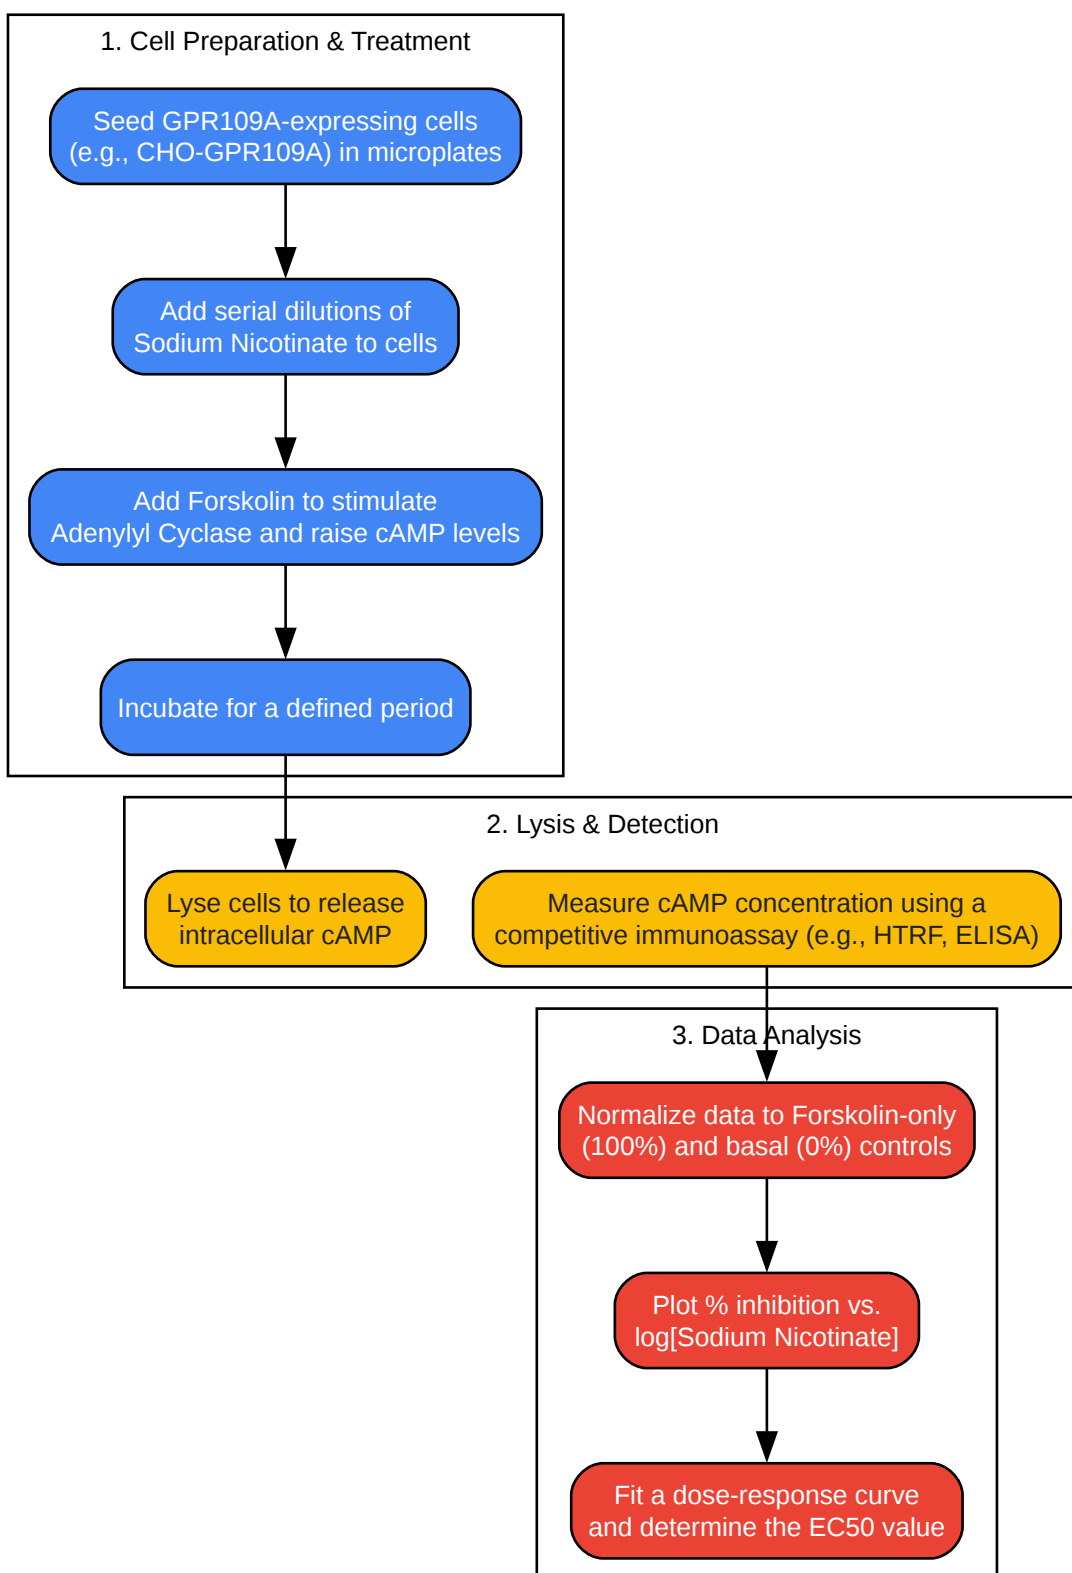 1. Cell Preparation & Treatment
Seed GPR109A-expressing cells
(e.g., CHO-GPR109A) in microplates
Add serial dilutions of
Sodium Nicotinate to cells
Add Forskolin to stimulate
Adenylyl Cyclase and raise cAMP levels
Incubate for a defined period
2. Lysis & Detection
Lyse cells to release
intracellular cAMP
Measure cAMP concentration using a
competitive immunoassay (e.g., HTRF, ELISA)
3. Data Analysis
Normalize data to Forskolin-only
(100%) and basal (0%) controls
Plot % inhibition vs.
log[Sodium Nicotinate]
Fit a dose-response curve
and determine the EC50 value